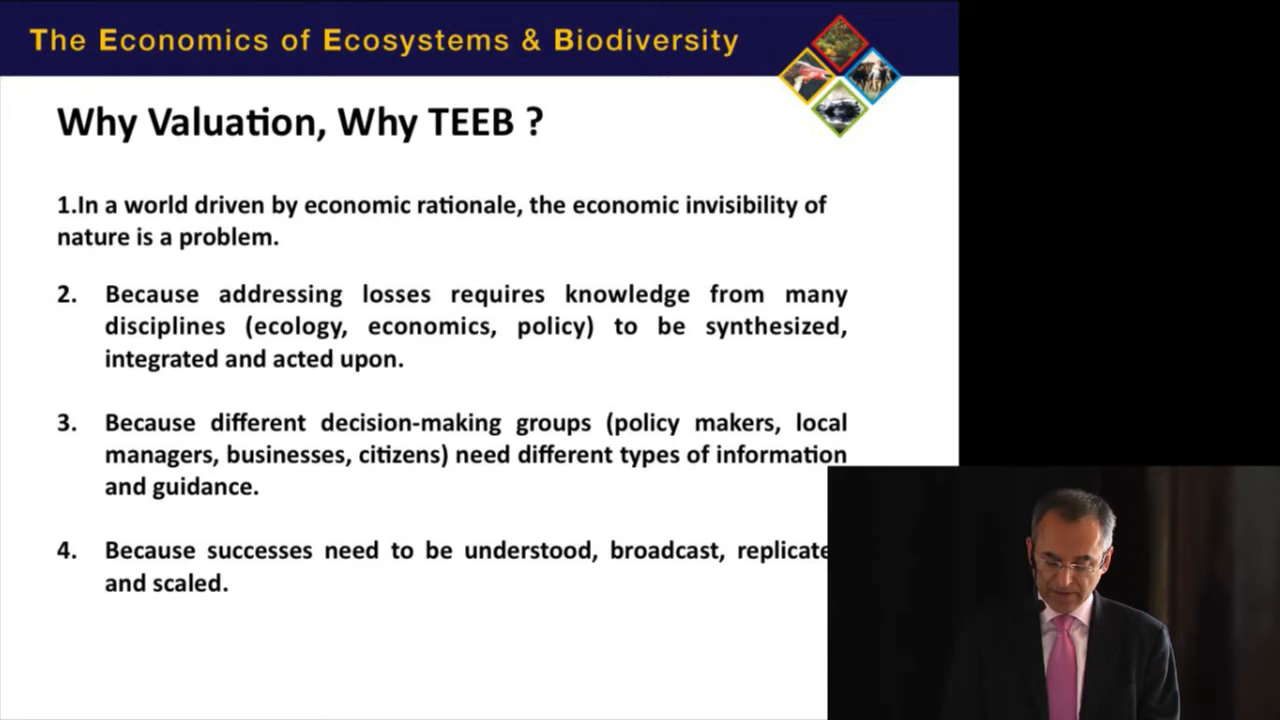 The Economics of Ecosystems & Biodiversity
Why Valuation, Why TEEB ?
1.In a world driven by economic rationale, the economic invisibility of
nature is a problem.
2. Because addressing losses requires knowledge from many
disciplines (ecology, economics, policy) to be synthesized,
integrated and acted upon.
3. Because different decision-making groups (policy makers, local
managers, businesses, citizens) need different types of information
and guidance.
4. Because successes need to be understood, broadcast, replicate
and scaled.